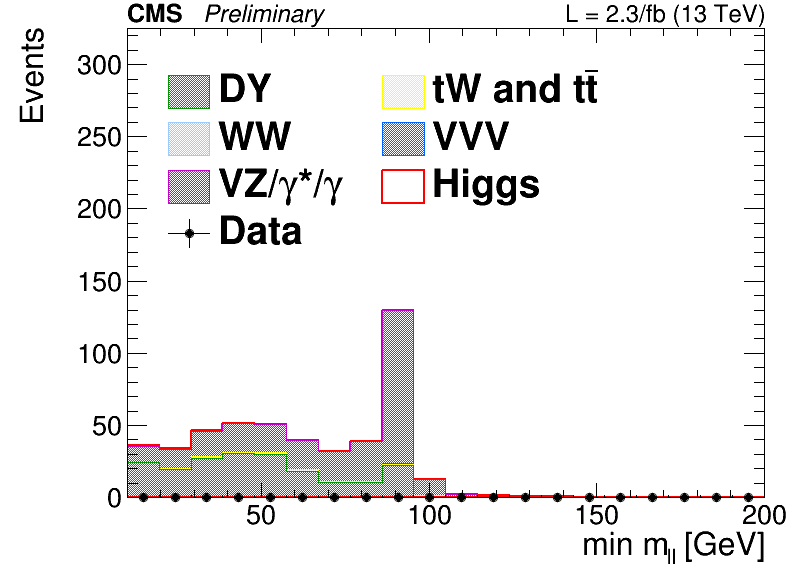 CMS Preliminary L = 2.3/fb (13 TeV)
Events
300
250
200
150
100
50
0
DY
tW and tt̄
WW
VVV
VZ/γ*/γ
Higgs
Data
50 100 150 200
min m_ll [GeV]